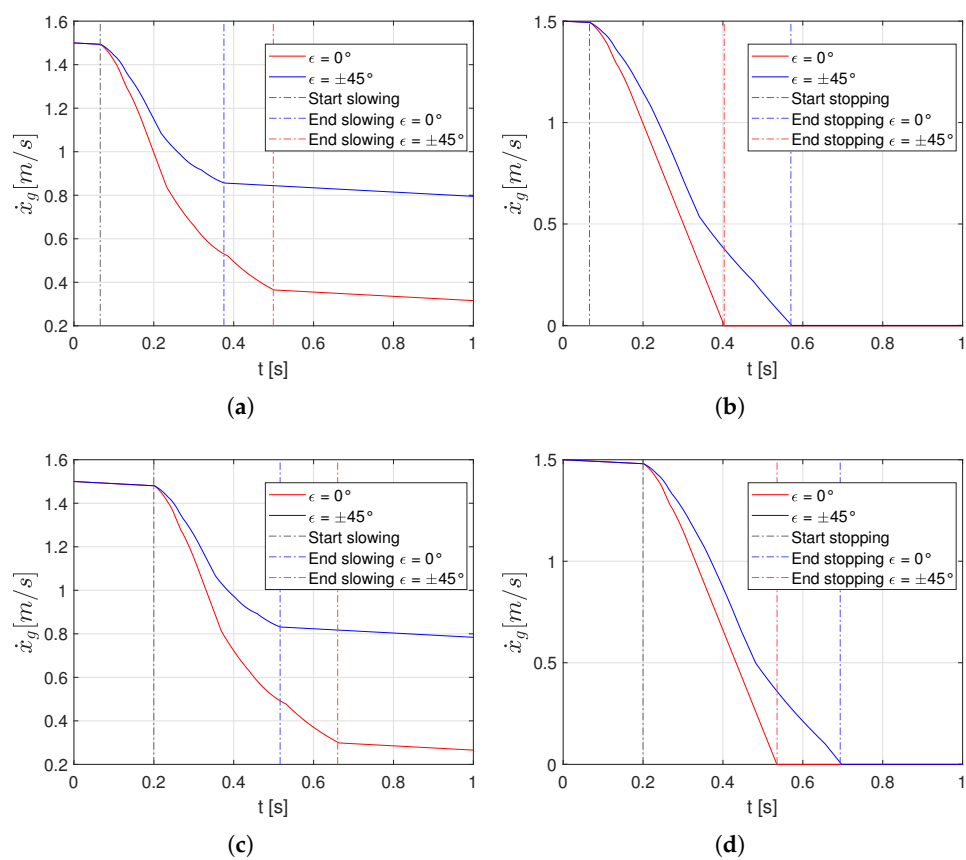 1.6
1.4
1.2
1
0.8
0.6
0.4
0.2
ẋ_g [m/s]
ϵ = 0°
ϵ = ±45°
Start slowing
End slowing ϵ = 0°
End slowing ϵ = ±45°
0 0.2 0.4 0.6 0.8 1
t [s]
(a)
1.5
1
0.5
0
ẋ_g [m/s]
ϵ = 0°
ϵ = ±45°
Start stopping
End stopping ϵ = 0°
End stopping ϵ = ±45°
0 0.2 0.4 0.6 0.8 1
t [s]
(b)
1.6
1.4
1.2
1
0.8
0.6
0.4
0.2
ẋ_g [m/s]
ϵ = 0°
ϵ = ±45°
Start slowing
End slowing ϵ = 0°
End slowing ϵ = ±45°
0 0.2 0.4 0.6 0.8 1
t [s]
(c)
1.5
1
0.5
0
ẋ_g [m/s]
ϵ = 0°
ϵ = ±45°
Start stopping
End stopping ϵ = 0°
End stopping ϵ = ±45°
0 0.2 0.4 0.6 0.8 1
t [s]
(d)